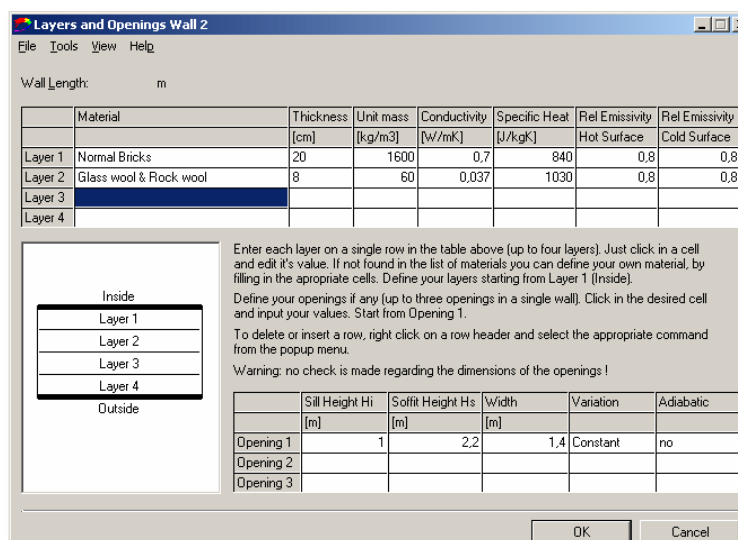 Layers and Openings Wall 2
File Tools View Help
Wall Length: m
Material Thickness Unit mass Conductivity Specific Heat Rel Emissivity Rel Emissivity
[cm] [kg/m3] [W/mK] [J/kgK] Hot Surface Cold Surface
Layer 1 Normal Bricks 20 1600 0,7 840 0,8 0,8
Layer 2 Glass wool & Rock wool 8 60 0,037 1030 0,8 0,8
Layer 3
Layer 4
Enter each layer on a single row in the table above (up to four layers). Just click in a cell
and edit it's value. If not found in the list of materials you can define your own material, by
filling in the apropriate cells. Define your layers starting from Layer 1 (Inside).
Define your openings if any (up to three openings in a single wall). Click in the desired cell
and input your values. Start from Opening 1.
To delete or insert a row, right click on a row header and select the appropriate command
from the popup menu.
Warning: no check is made regarding the dimensions of the openings !
Inside
Layer 1
Layer 2
Layer 3
Layer 4
Outside
Sill Height Hi Soffit Height Hs Width Variation Adiabatic
[m] [m] [m]
Opening 1 1 2,2 1,4 Constant no
Opening 2
Opening 3
OK Cancel